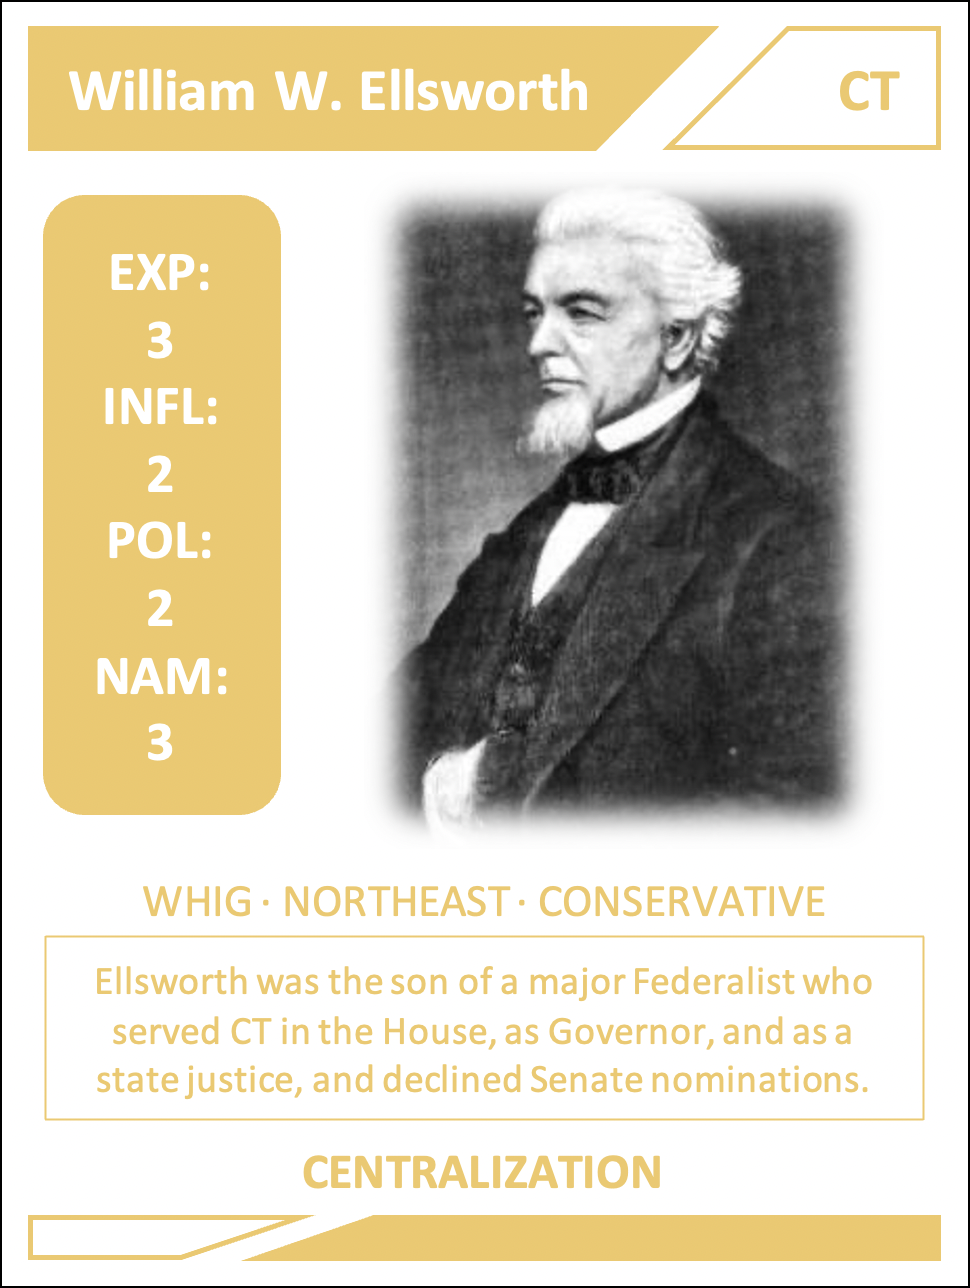 William W. Ellsworth
CT
EXP:
3
INFL:
2
POL:
2
NAM:
3
WHIG · NORTHEAST · CONSERVATIVE
Ellsworth was the son of a major Federalist who
served CT in the House, as Governor, and as a
state justice, and declined Senate nominations.
CENTRALIZATION